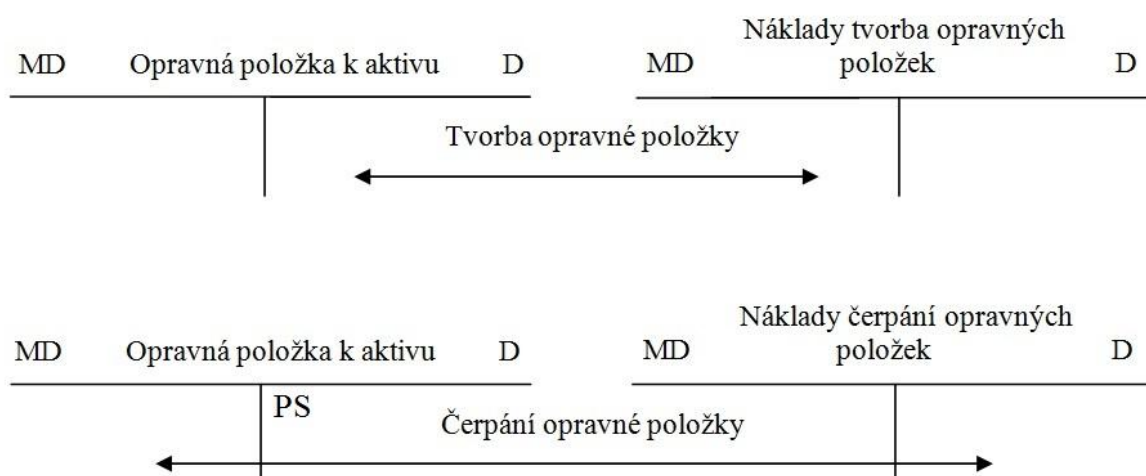 MD Opravná položka k aktivu D
Náklady tvorba opravných
MD položek D
Tvorba opravné položky
MD Opravná položka k aktivu D
Náklady čerpání opravných
MD položek D
PS
Čerpání opravné položky